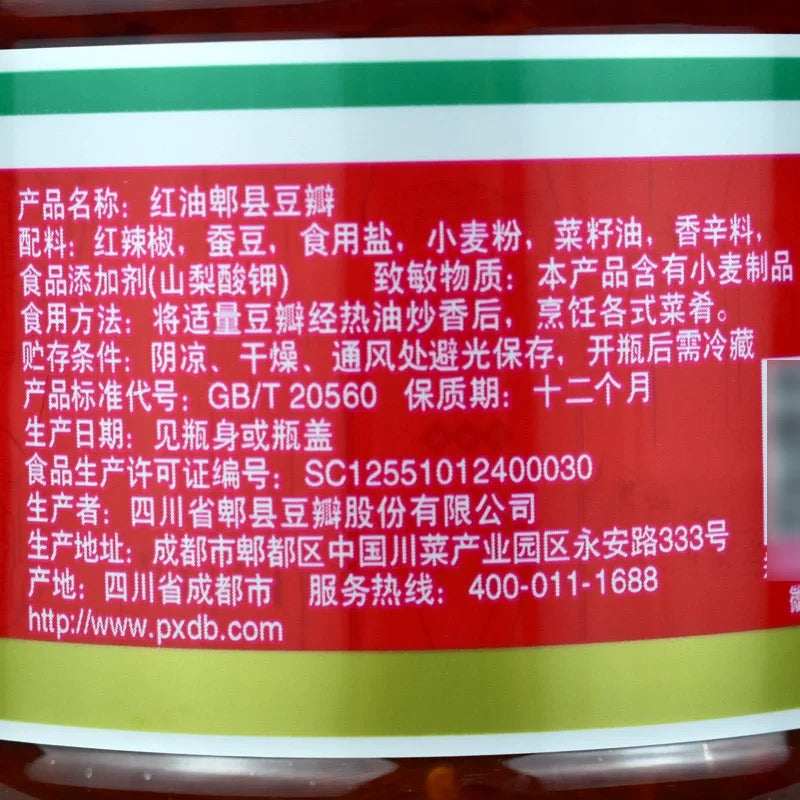 产品名称：红油郫县豆瓣
配料：红辣椒，蚕豆，食用盐，小麦粉，菜籽油，香辛料，
食品添加剂(山梨酸钾) 致敏物质：本产品含有小麦制品
食用方法：将适量豆瓣经热油炒香后，烹饪各式菜肴。
贮存条件：阴凉、干燥、通风处避光保存，开瓶后需冷藏
产品标准代号：GB/T 20560 保质期：十二个月
生产日期：见瓶身或瓶盖
食品生产许可证编号：SC12551012400030
生产者：四川省郫县豆瓣股份有限公司
生产地址：成都市郫都区中国川菜产业园区永安路333号
产地：四川省成都市 服务热线：400-011-1688
http://www.pxdb.com